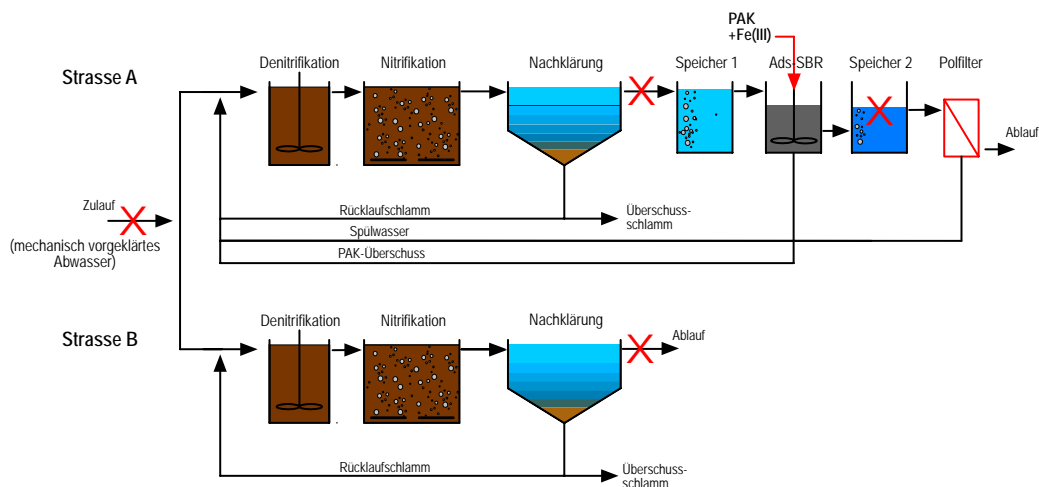 PAK
+Fe(III)
Strasse A
Denitrifikation
Nitrifikation
Nachklärung
Speicher 1
Ads-SBR
Speicher 2
Polfilter
Ablauf
Zulauf
(mechanisch vorgeklärtes
Abwasser)
Rücklaufschlamm
Überschuss-
schlamm
Spülwasser
PAK-Überschuss
Strasse B
Denitrifikation
Nitrifikation
Nachklärung
Ablauf
Rücklaufschlamm
Überschuss-
schlamm